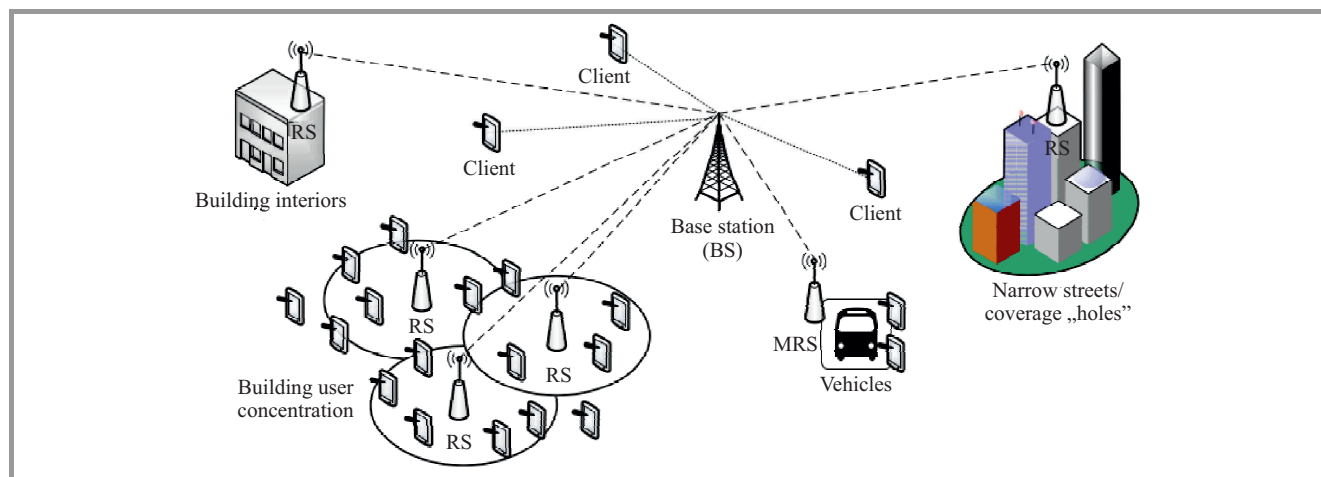 Client
RS
RS
Client
Building interiors
Client
Base station
(BS)
RS
Narrow streets/
coverage „holes”
MRS
RS
Vehicles
Building user
concentration
RS